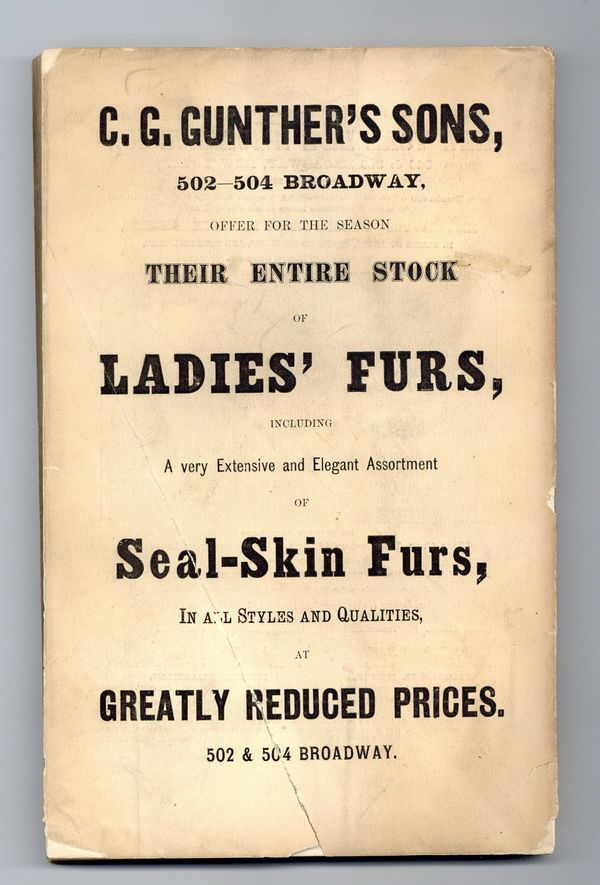 C. G. GUNTHER'S SONS,
502–504 BROADWAY,
OFFER FOR THE SEASON
THEIR ENTIRE STOCK
OF
LADIES' FURS,
INCLUDING
A very Extensive and Elegant Assortment
OF
Seal-Skin Furs,
IN ALL STYLES AND QUALITIES,
AT
GREATLY REDUCED PRICES.
502 & 504 BROADWAY.